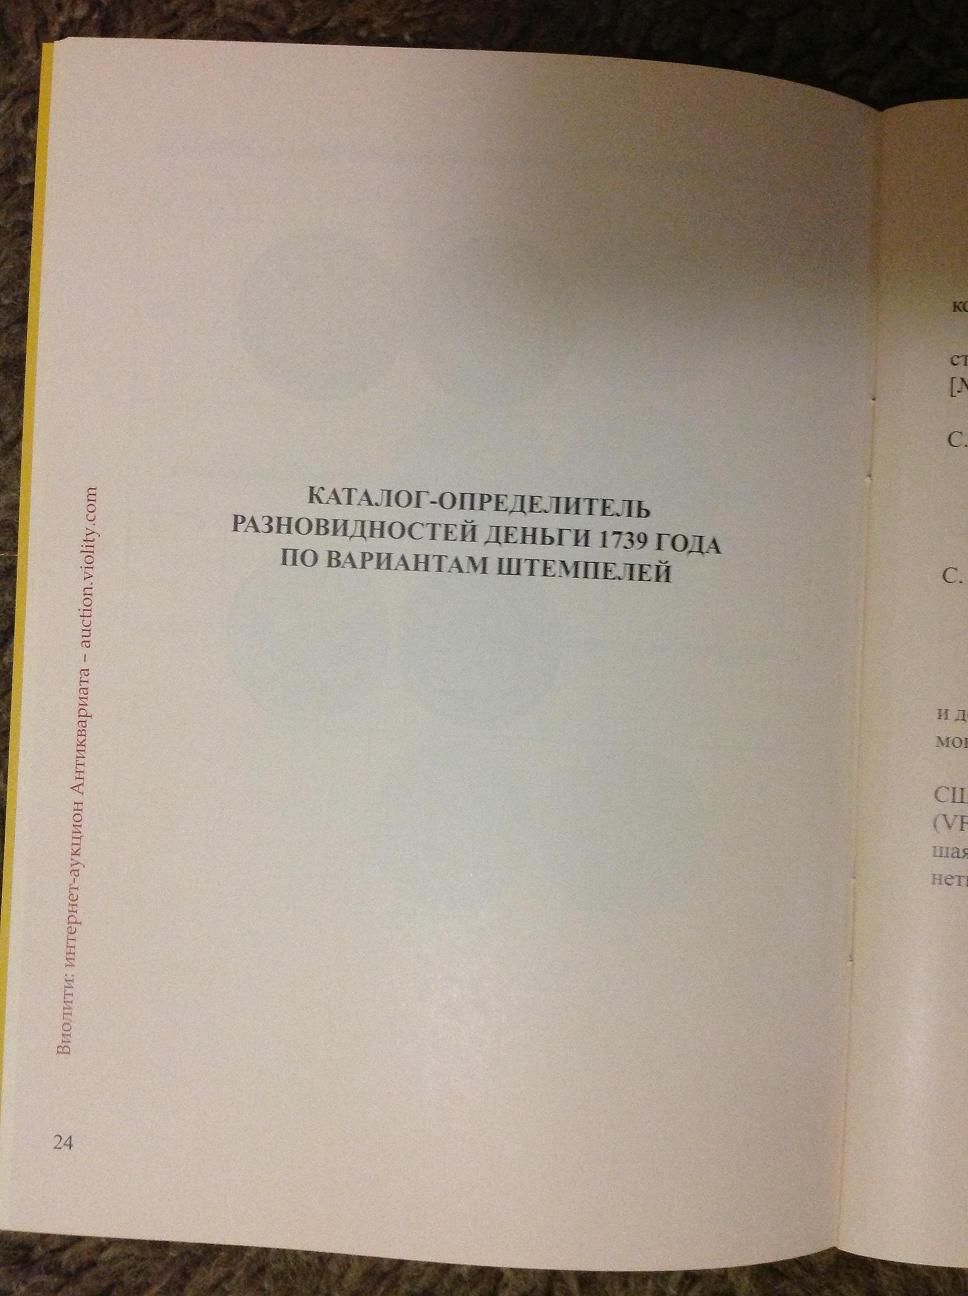 КАТАЛОГ-ОПРЕДЕЛИТЕЛЬ
РАЗНОВИДНОСТЕЙ ДЕНЬГИ 1739 ГОДА
ПО ВАРИАНТАМ ШТЕМПЕЛЕЙ
Виолити: интернет-аукцион Антиквариата – auction.violity.com
24
С.
С.
и